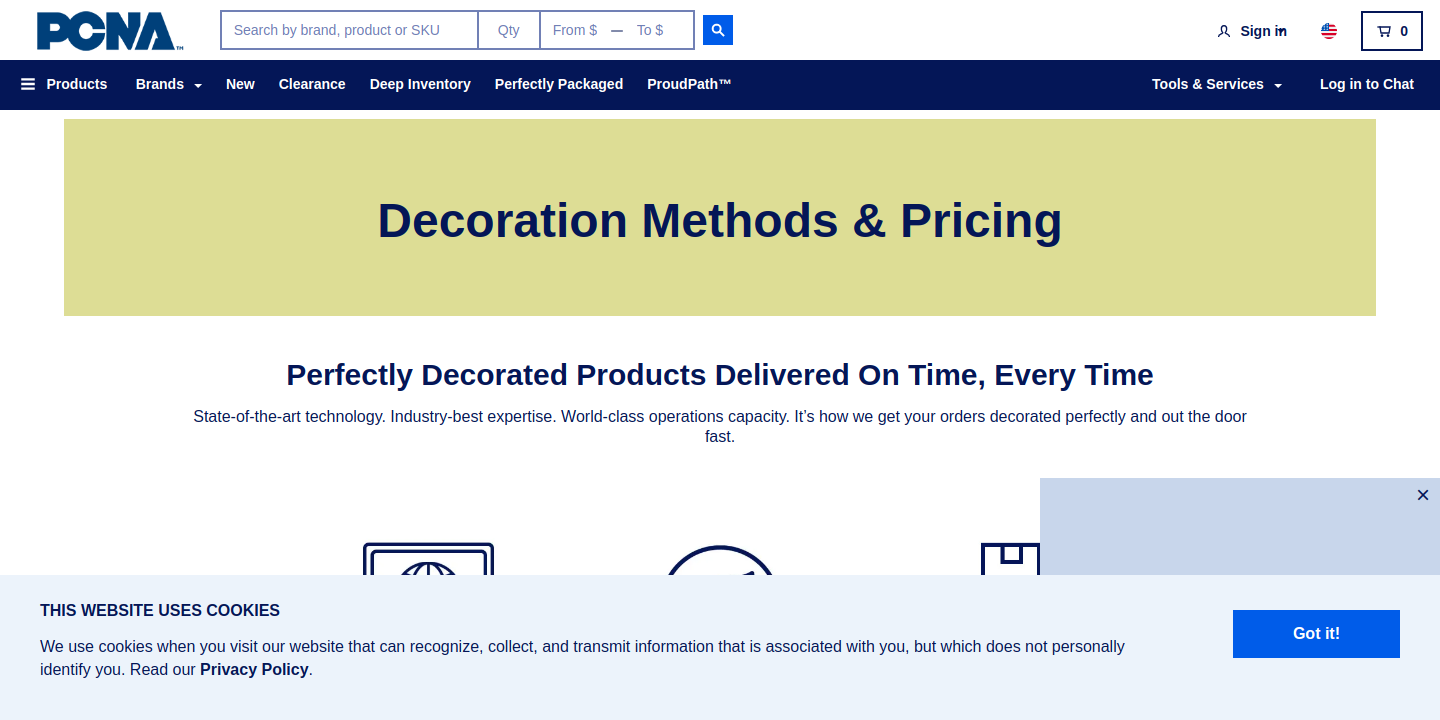 PCNA™
Search by brand, product or SKU
Qty
From $ — To $
Sign in
0
Products
Brands
New
Clearance
Deep Inventory
Perfectly Packaged
ProudPath™
Tools & Services
Log in to Chat
Decoration Methods & Pricing
Perfectly Decorated Products Delivered On Time, Every Time
State-of-the-art technology. Industry-best expertise. World-class operations capacity. It’s how we get your orders decorated perfectly and out the door
fast.
THIS WEBSITE USES COOKIES
We use cookies when you visit our website that can recognize, collect, and transmit information that is associated with you, but which does not personally
identify you. Read our Privacy Policy.
Got it!